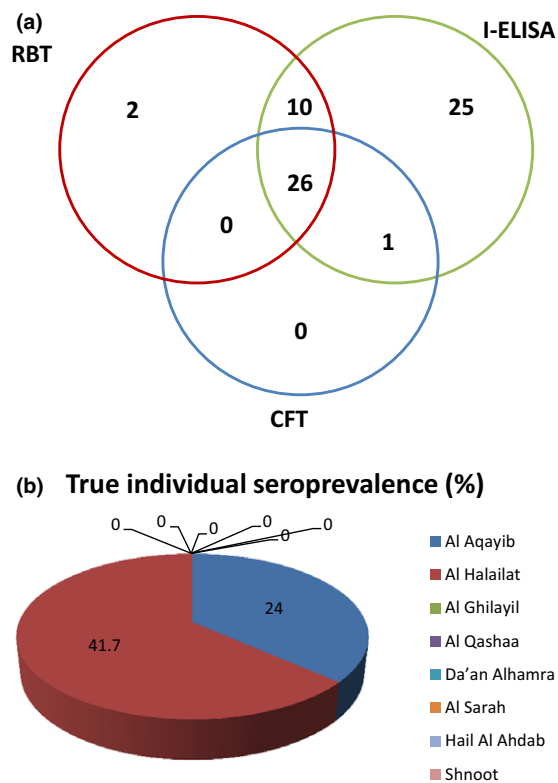 (a)
RBT
I-ELISA
2
10
25
26
0
1
0
CFT
(b) True individual seroprevalence (%)
0
0
0
0
0
0
24
41.7
Al Aqayib
Al Halailat
Al Ghilayil
Al Qashaa
Da’an Alhamra
Al Sarah
Hail Al Ahdab
Shnoot